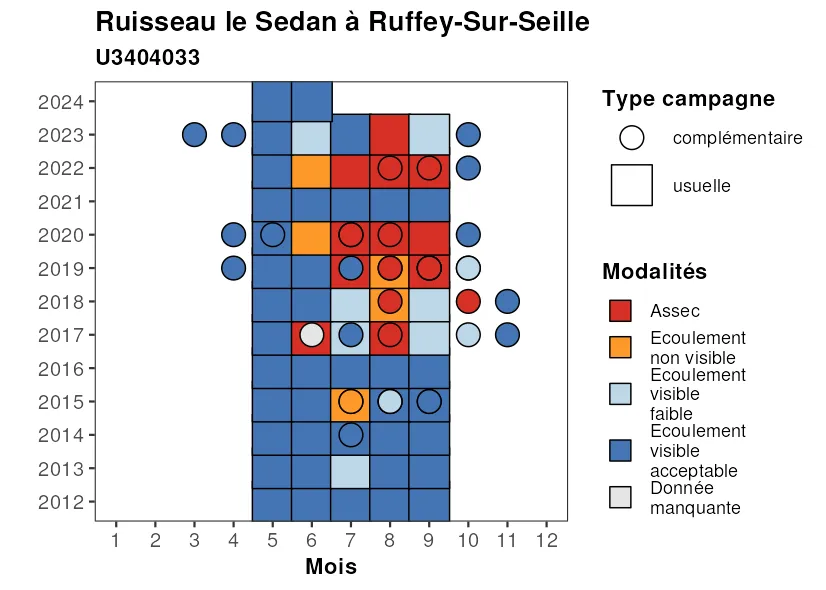 Ruisseau le Sedan à Ruffey-Sur-Seille
U3404033
2024
2023
2022
2021
2020
2019
2018
2017
2016
2015
2014
2013
2012
1 2 3 4 5 6 7 8 9 10 11 12
Mois
Type campagne
complémentaire
usuelle
Modalités
Assec
Ecoulement
non visible
Ecoulement
visible
faible
Ecoulement
visible
acceptable
Donnée
manquante